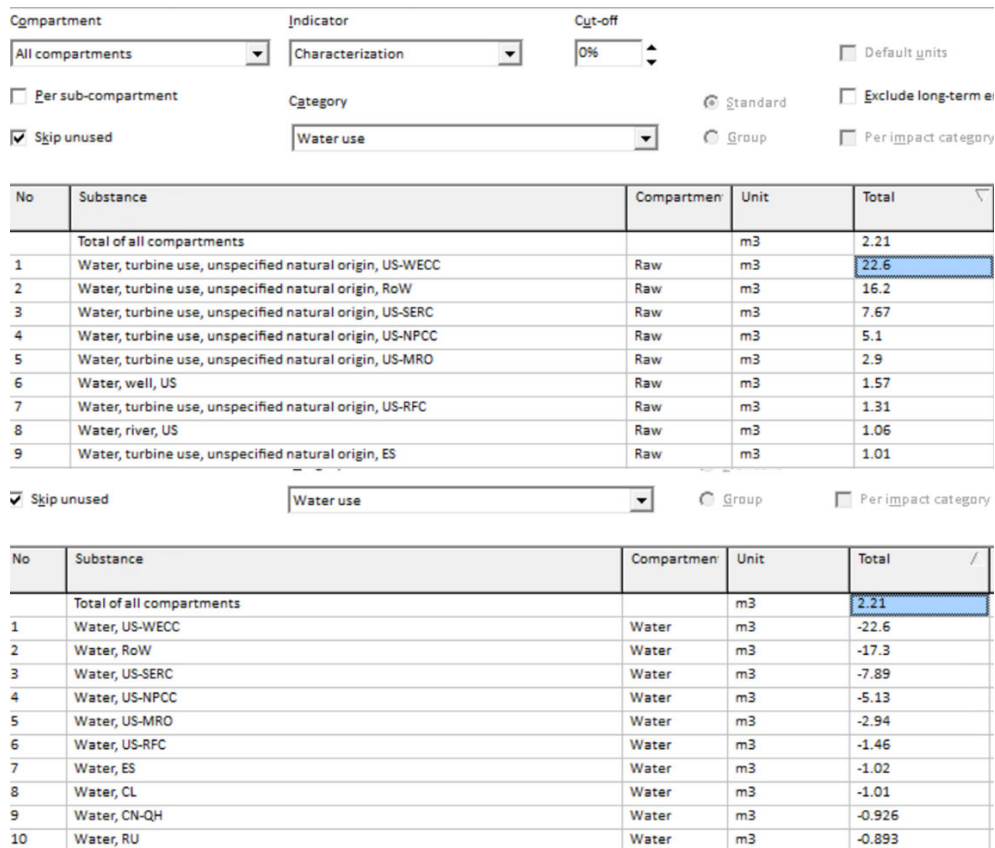 Compartment Indicator Cut-off
All compartments Characterization 0% Default units
Per sub-compartment Category Standard Exclude long-term
Skip unused Water use Group Per impact category
No Substance Compartmen Unit Total
Total of all compartments m3 2.21
1 Water, turbine use, unspecified natural origin, US-WECC Raw m3 22.6
2 Water, turbine use, unspecified natural origin, RoW Raw m3 16.2
3 Water, turbine use, unspecified natural origin, US-SERC Raw m3 7.67
4 Water, turbine use, unspecified natural origin, US-NPCC Raw m3 5.1
5 Water, turbine use, unspecified natural origin, US-MRO Raw m3 2.9
6 Water, well, US Raw m3 1.57
7 Water, turbine use, unspecified natural origin, US-RFC Raw m3 1.31
8 Water, river, US Raw m3 1.06
9 Water, turbine use, unspecified natural origin, ES Raw m3 1.01
Skip unused Water use Group Per impact category
No Substance Compartmen Unit Total
Total of all compartments m3 2.21
1 Water, US-WECC Water m3 -22.6
2 Water, RoW Water m3 -17.3
3 Water, US-SERC Water m3 -7.89
4 Water, US-NPCC Water m3 -5.13
5 Water, US-MRO Water m3 -2.94
6 Water, US-RFC Water m3 -1.46
7 Water, ES Water m3 -1.02
8 Water, CL Water m3 -1.01
9 Water, CN-QH Water m3 -0.926
10 Water, RU Water m3 -0.893